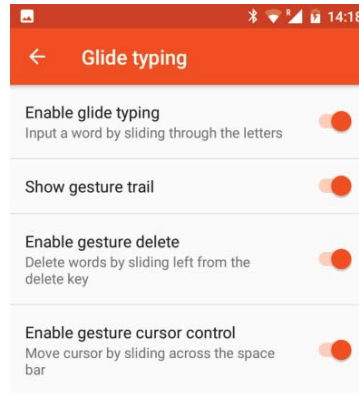 R 14:18
Glide typing
Enable glide typing
Input a word by sliding through the letters
Show gesture trail
Enable gesture delete
Delete words by sliding left from the
delete key
Enable gesture cursor control
Move cursor by sliding across the space
bar